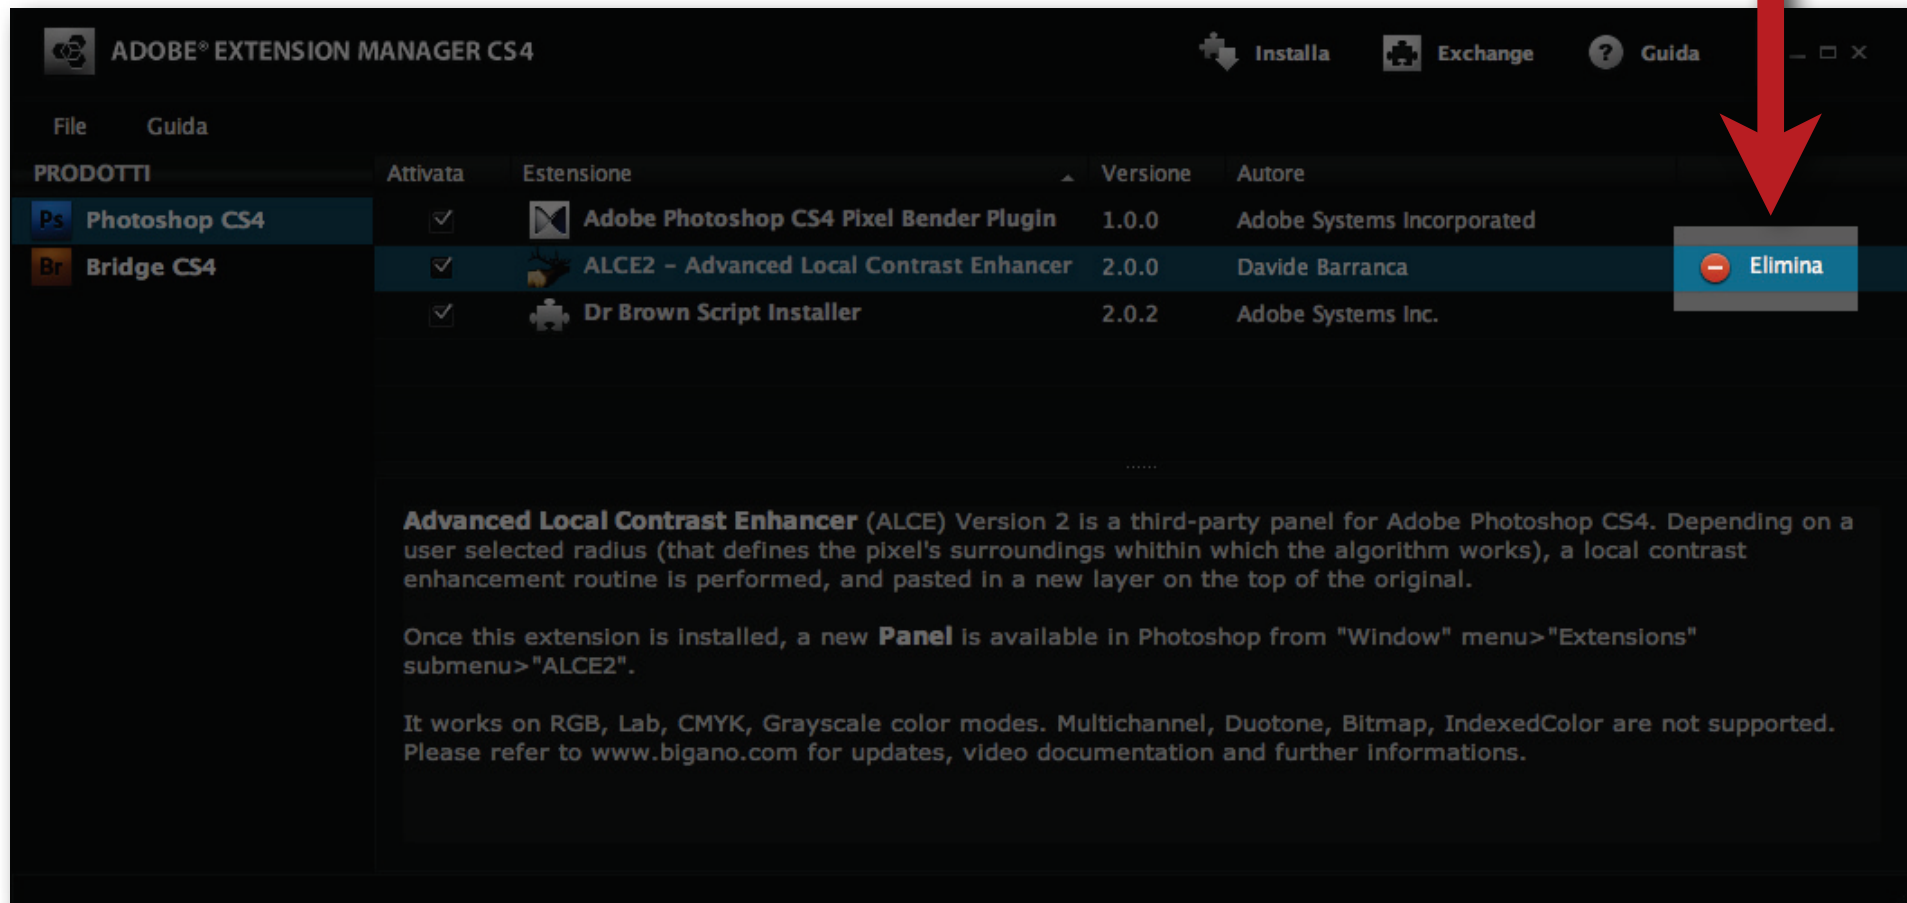 ADOBE® EXTENSION MANAGER CS4
Installa
Exchange
? Guida
File Guida
PRODOTTI
Attivata Estensione Versione Autore
Ps Photoshop CS4
Adobe Photoshop CS4 Pixel Bender Plugin 1.0.0 Adobe Systems Incorporated
Br Bridge CS4
ALCE2 – Advanced Local Contrast Enhancer 2.0.0 Davide Barranca Elimina
Dr Brown Script Installer 2.0.2 Adobe Systems Inc.
Advanced Local Contrast Enhancer (ALCE) Version 2 is a third-party panel for Adobe Photoshop CS4. Depending on a
user selected radius (that defines the pixel's surroundings whithin which the algorithm works), a local contrast
enhancement routine is performed, and pasted in a new layer on the top of the original.
Once this extension is installed, a new Panel is available in Photoshop from "Window" menu>"Extensions"
submenu>"ALCE2".
It works on RGB, Lab, CMYK, Grayscale color modes. Multichannel, Duotone, Bitmap, IndexedColor are not supported.
Please refer to www.bigano.com for updates, video documentation and further informations.